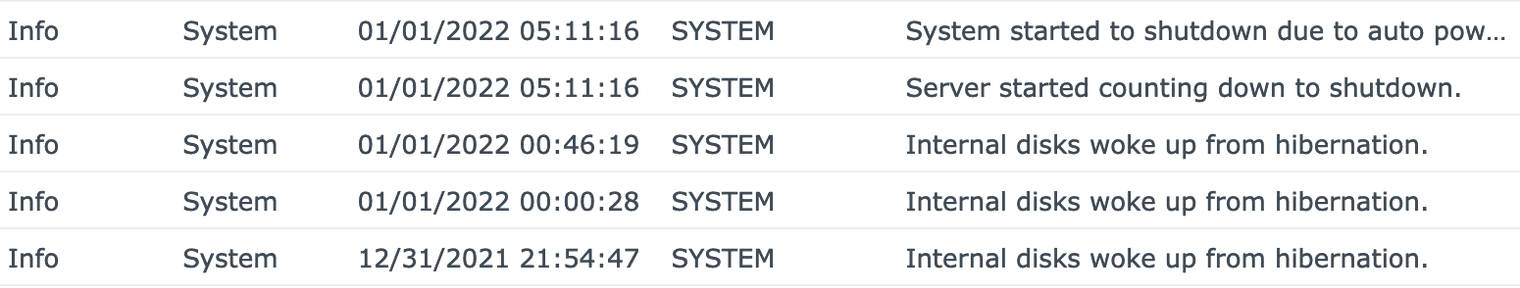 Info System 01/01/2022 05:11:16 SYSTEM System started to shutdown due to auto pow...
Info System 01/01/2022 05:11:16 SYSTEM Server started counting down to shutdown.
Info System 01/01/2022 00:46:19 SYSTEM Internal disks woke up from hibernation.
Info System 01/01/2022 00:00:28 SYSTEM Internal disks woke up from hibernation.
Info System 12/31/2021 21:54:47 SYSTEM Internal disks woke up from hibernation.